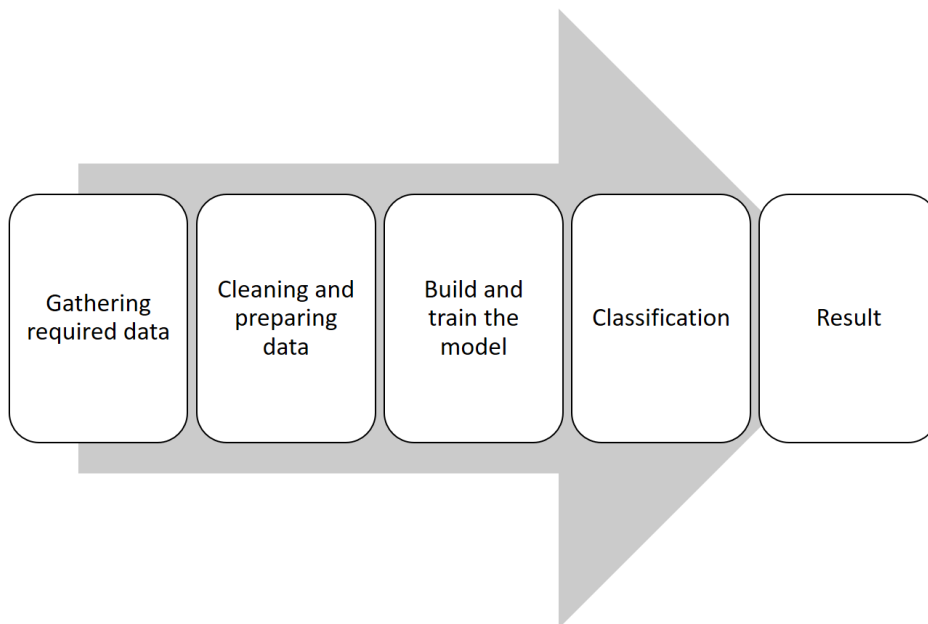 Gathering
required data
Cleaning and
preparing
data
Build and
train the
model
Classification
Result